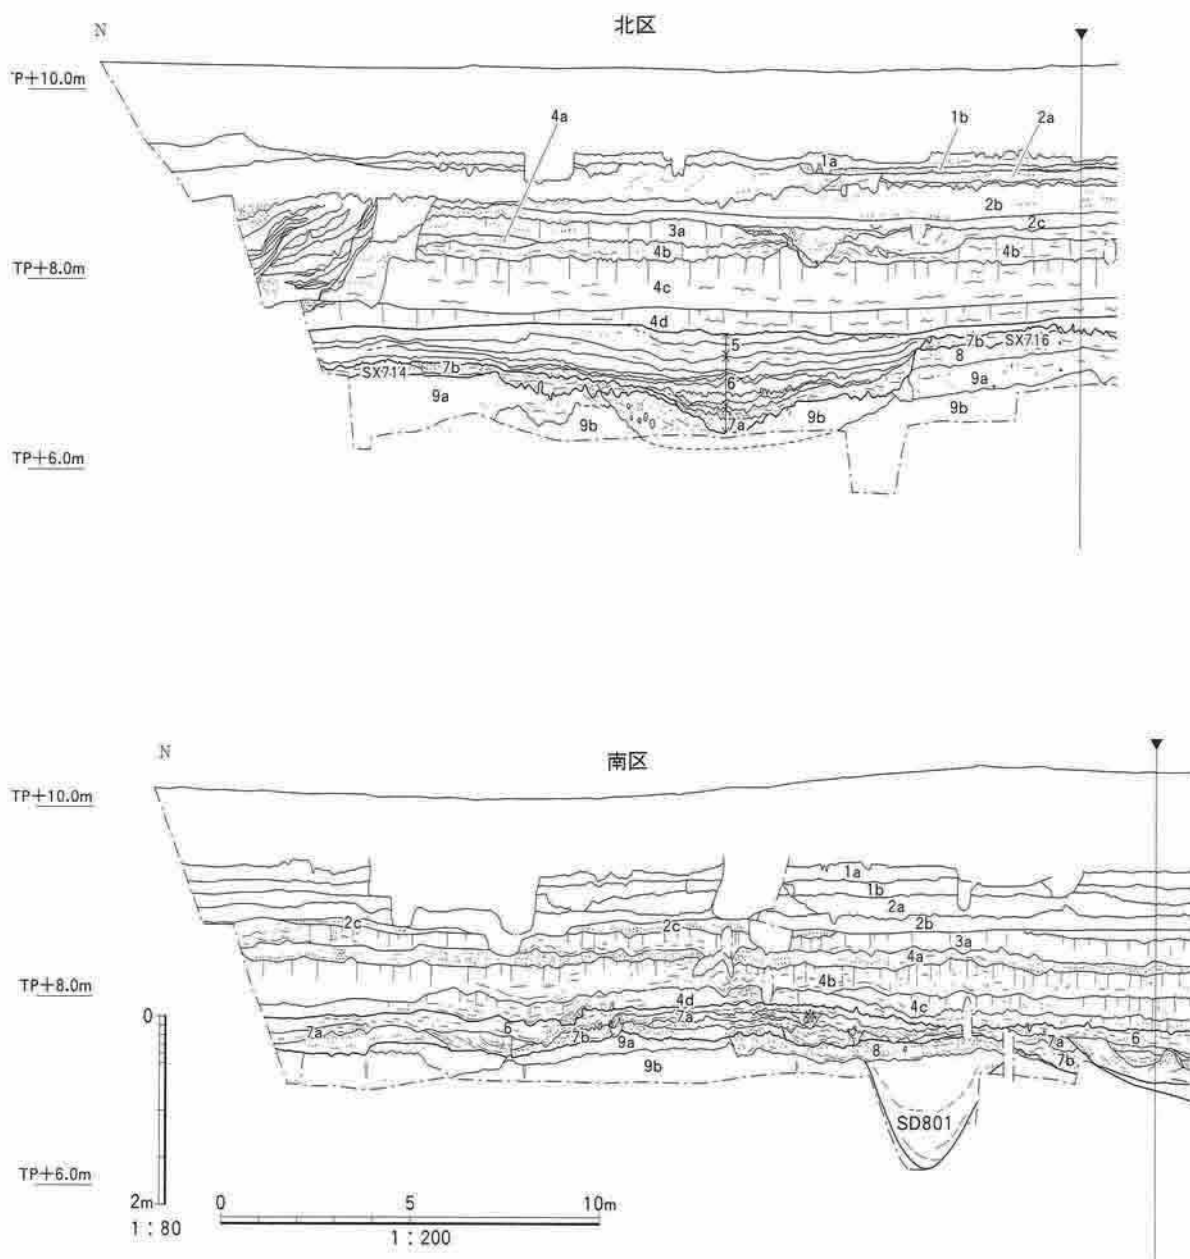 北区
N
TP+10.0m
4a
1b
2a
1a
2b
2c
3a
4b
4b
TP+8.0m
4c
4d
5
7b
SX716
8
SX714
7b
6
9a
9a
9b
7a
9b
9b
TP+6.0m
南区
N
TP+10.0m
1a
1b
2a
2c
2c
2b
3a
4a
4b
TP+8.0m
4d
4c
0
7a
6
7b
7a
9a
8
7a
6
7b
9b
SD801
TP+6.0m
2m
0
5
10m
1:80
1:200